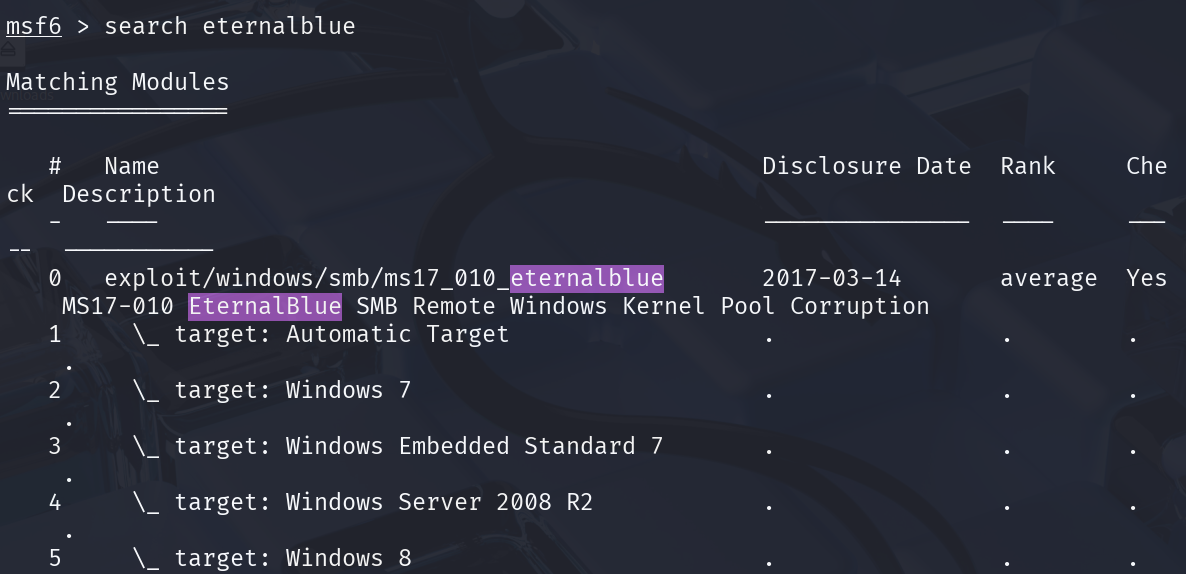 msf6 > search eternalblue
Matching Modules
================
# Name Disclosure Date Rank Che
ck Description
- ---- --------------- ---- ---
-- -----------
0 exploit/windows/smb/ms17_010_eternalblue 2017-03-14 average Yes
MS17-010 EternalBlue SMB Remote Windows Kernel Pool Corruption
1 \_ target: Automatic Target . . .
.
2 \_ target: Windows 7 . . .
.
3 \_ target: Windows Embedded Standard 7 . . .
.
4 \_ target: Windows Server 2008 R2 . . .
.
5 \_ target: Windows 8 . . .